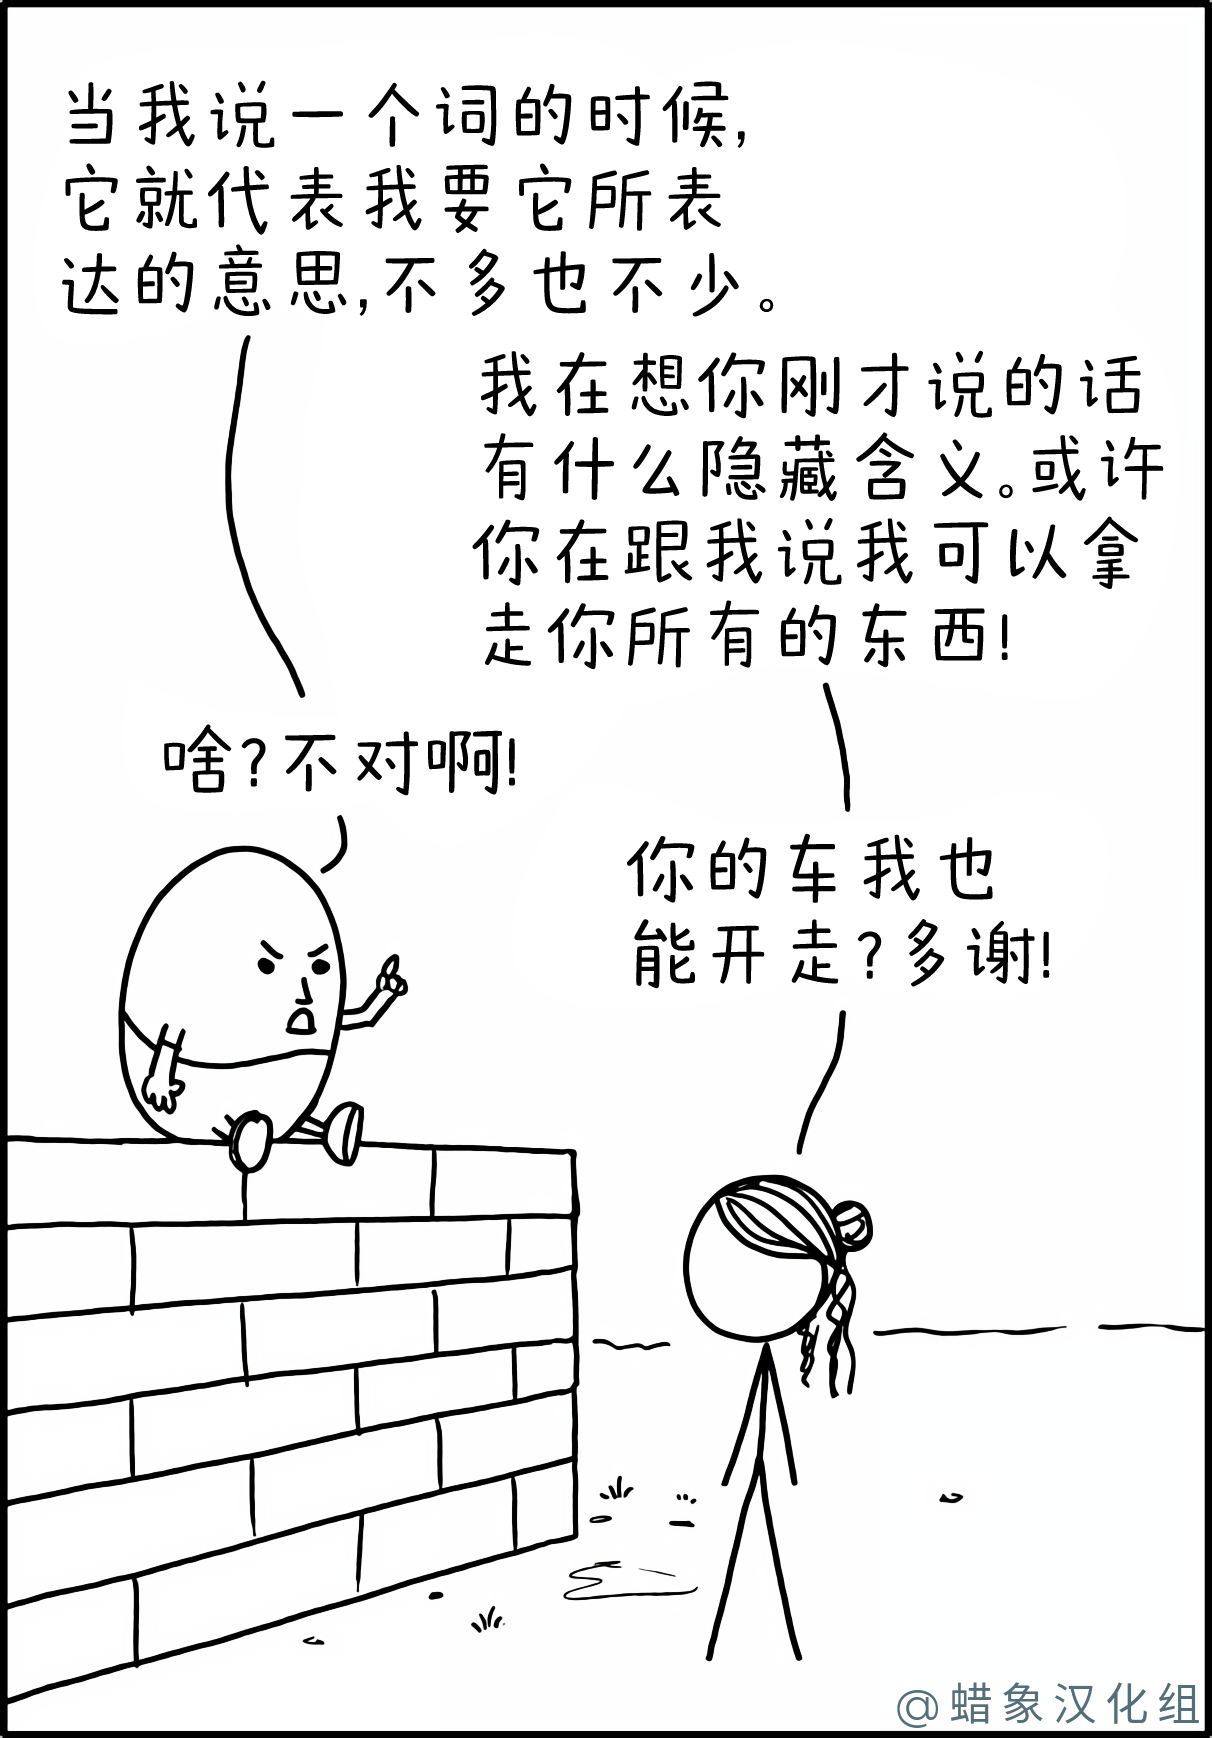 当我说一个词的时候,
它就代表我要它所表
达的意思,不多也不少。
我在想你刚才说的话
有什么隐藏含义。或许
你在跟我说我可以拿
走你所有的东西!
啥?不对啊!
你的车我也
能开走?多谢!
@蜡象汉化组